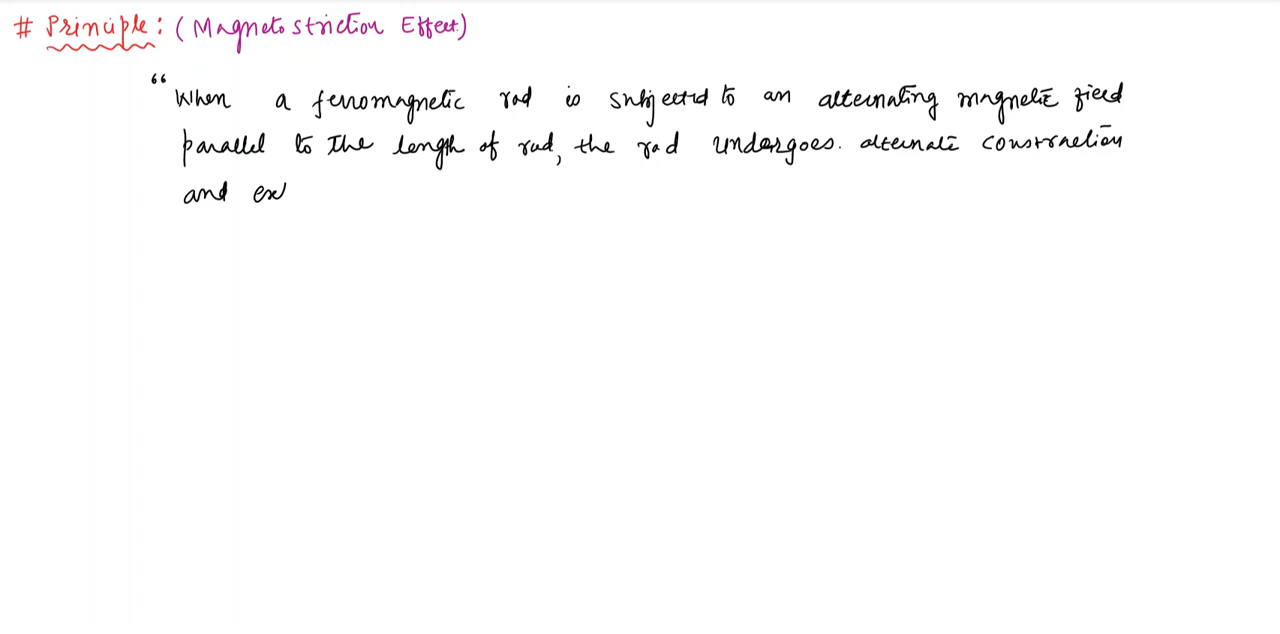 # Principle: (Magnetostriction Effect)
“When a ferromagnetic rod is subjected to an alternating magnetic field
parallel to the length of rod, the rod undergoes. alternate constraction
and ex